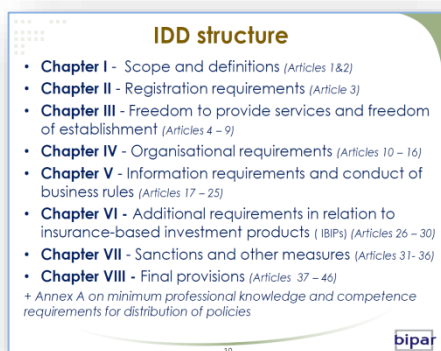 IDD structure
• Chapter I - Scope and definitions (Articles 1&2)
• Chapter II - Registration requirements (Article 3)
• Chapter III - Freedom to provide services and freedom
of establishment (Articles 4 – 9)
• Chapter IV - Organisational requirements (Articles 10 – 16)
• Chapter V - Information requirements and conduct of
business rules (Articles 17 – 25)
• Chapter VI - Additional requirements in relation to
insurance-based investment products ( IBIPs) (Articles 26 – 30)
• Chapter VII - Sanctions and other measures (Articles 31- 36)
• Chapter VIII - Final provisions (Articles 37 – 46)
+ Annex A on minimum professional knowledge and competence
requirements for distribution of policies
10
bipar